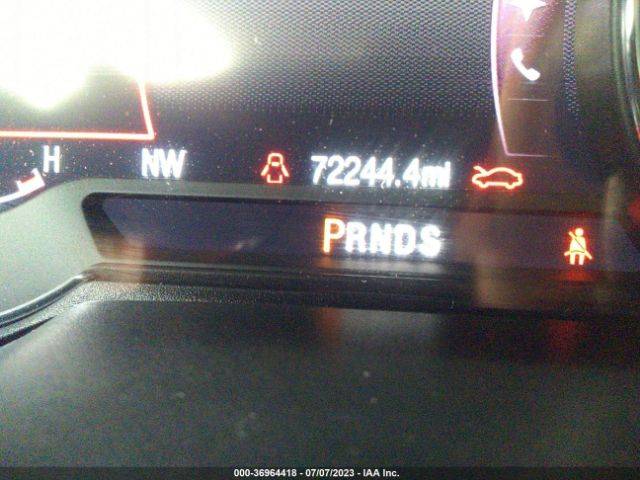 H NW 72244.4mi
PRNDS
000-36964418 - 07/07/2023 - IAA Inc.